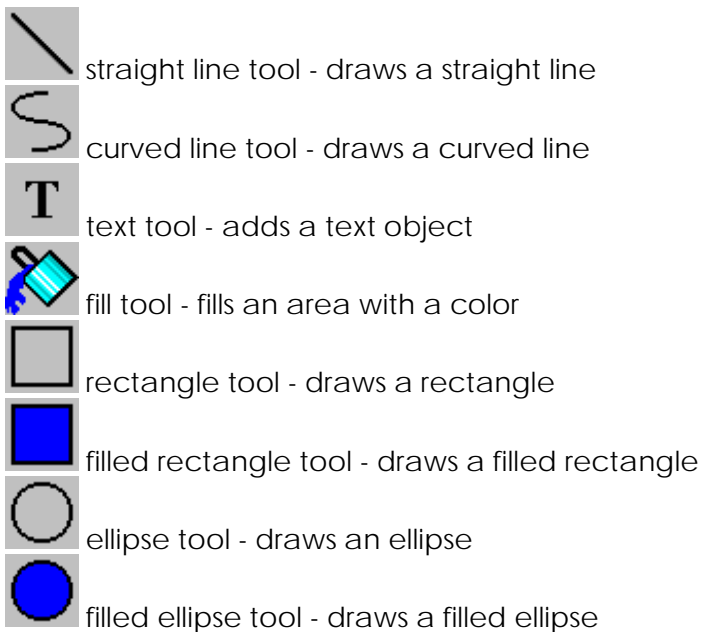 straight line tool - draws a straight line
curved line tool - draws a curved line
T
text tool - adds a text object
fill tool - fills an area with a color
rectangle tool - draws a rectangle
filled rectangle tool - draws a filled rectangle
ellipse tool - draws an ellipse
filled ellipse tool - draws a filled ellipse